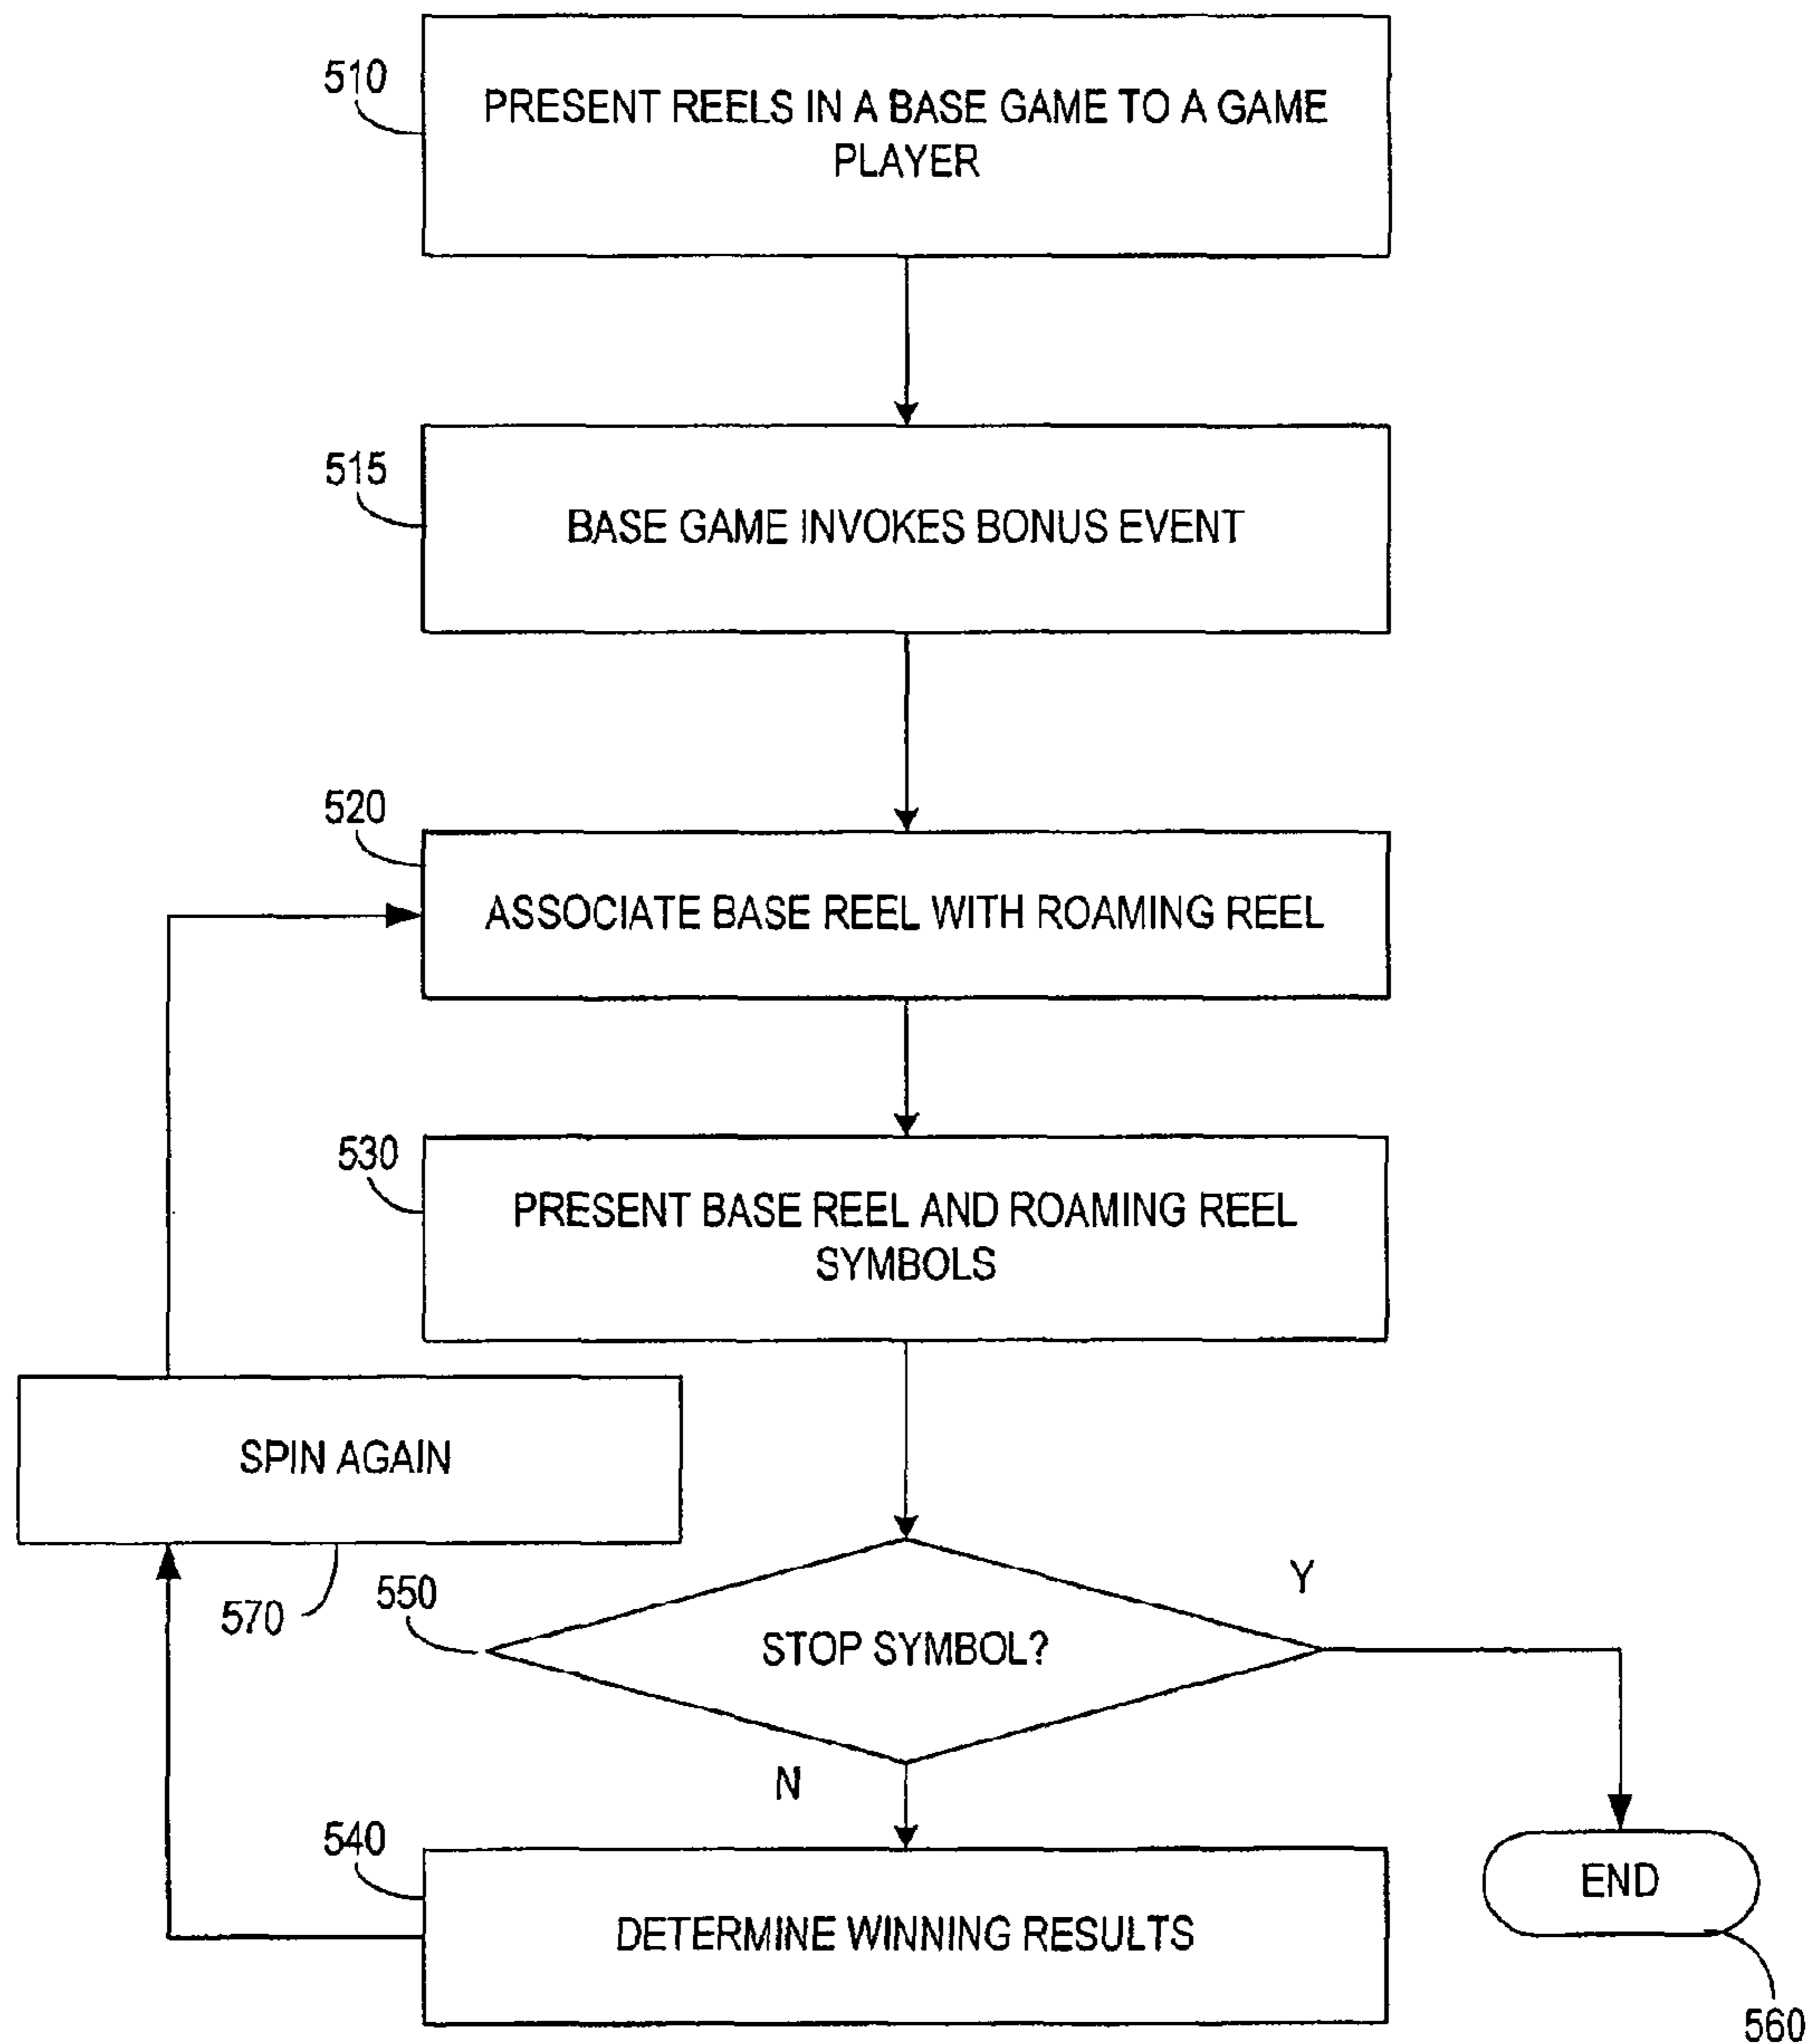 510
PRESENT REELS IN A BASE GAME TO A GAME
PLAYER
515
BASE GAME INVOKES BONUS EVENT
520
ASSOCIATE BASE REEL WITH ROAMING REEL
530
PRESENT BASE REEL AND ROAMING REEL
SYMBOLS
SPIN AGAIN
570
550
STOP SYMBOL?
Y
N
540
DETERMINE WINNING RESULTS
END
560